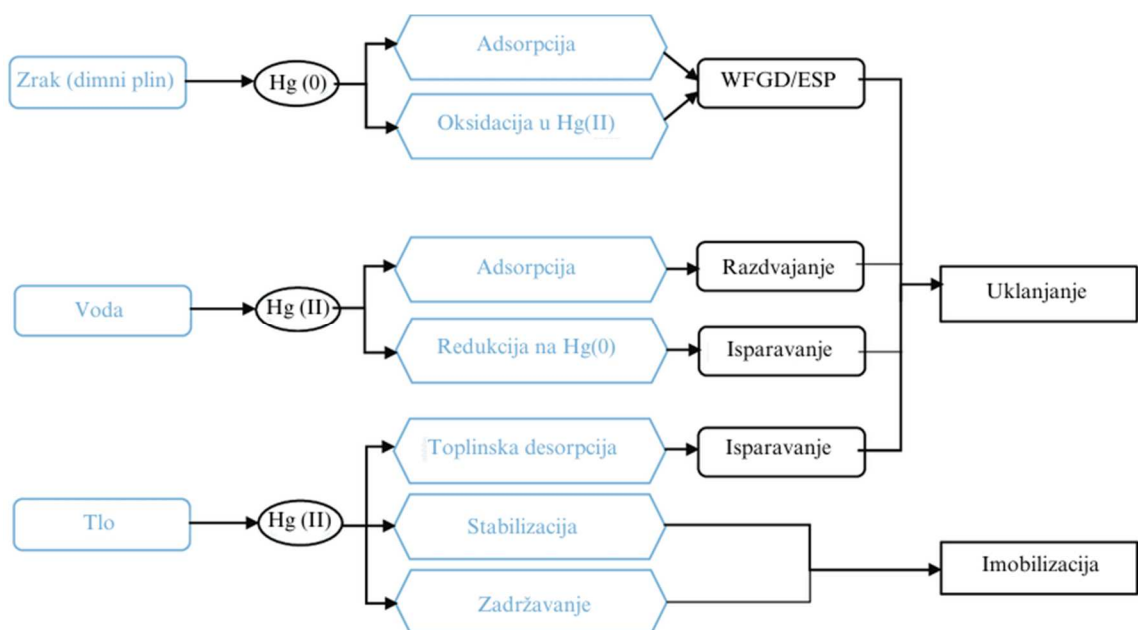 Zrak (dimni plin)
Hg (0)
Adsorpcija
Oksidacija u Hg(II)
WFGD/ESP
Voda
Hg (II)
Adsorpcija
Redukcija na Hg(0)
Razdvajanje
Isparavanje
Uklanjanje
Tlo
Hg (II)
Toplinska desorpcija
Stabilizacija
Zadržavanje
Isparavanje
Imobilizacija